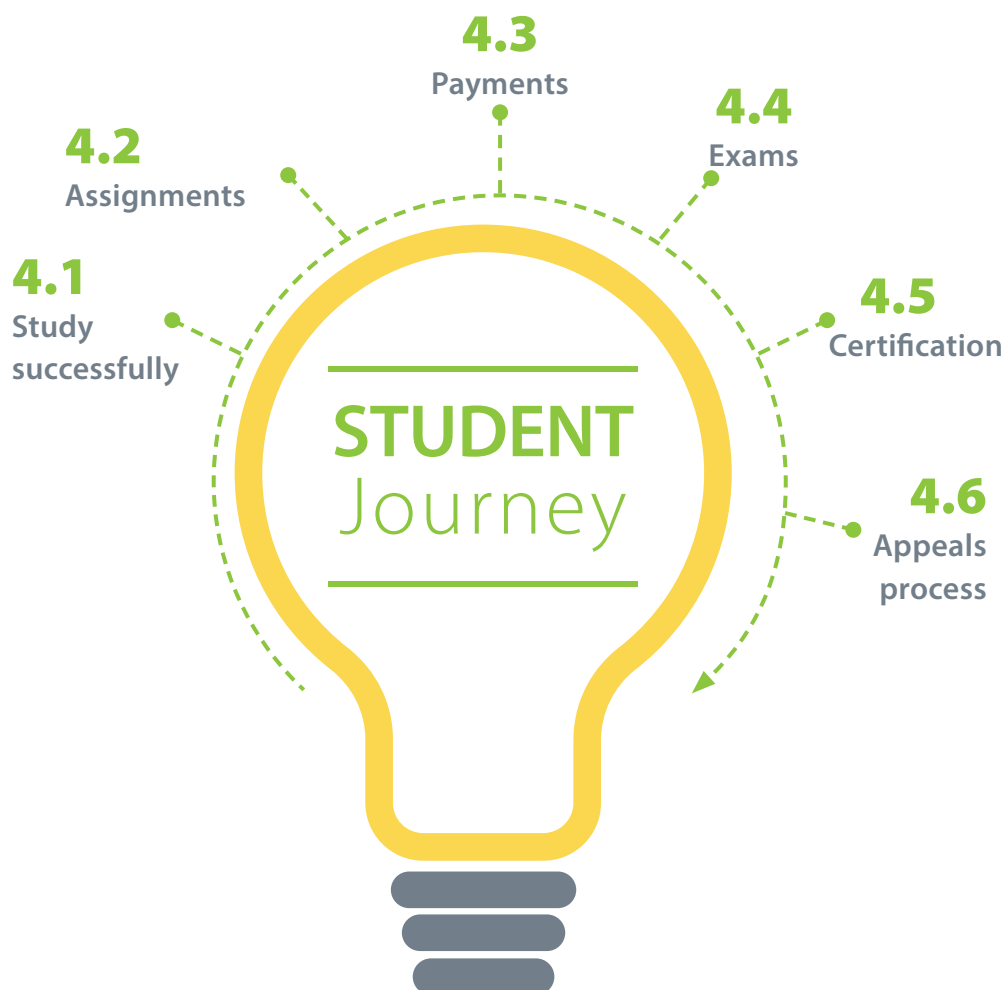 4.1
Study
successfully
4.2
Assignments
4.3
Payments
4.4
Exams
4.5
Certification
4.6
Appeals
process
STUDENT
Journey